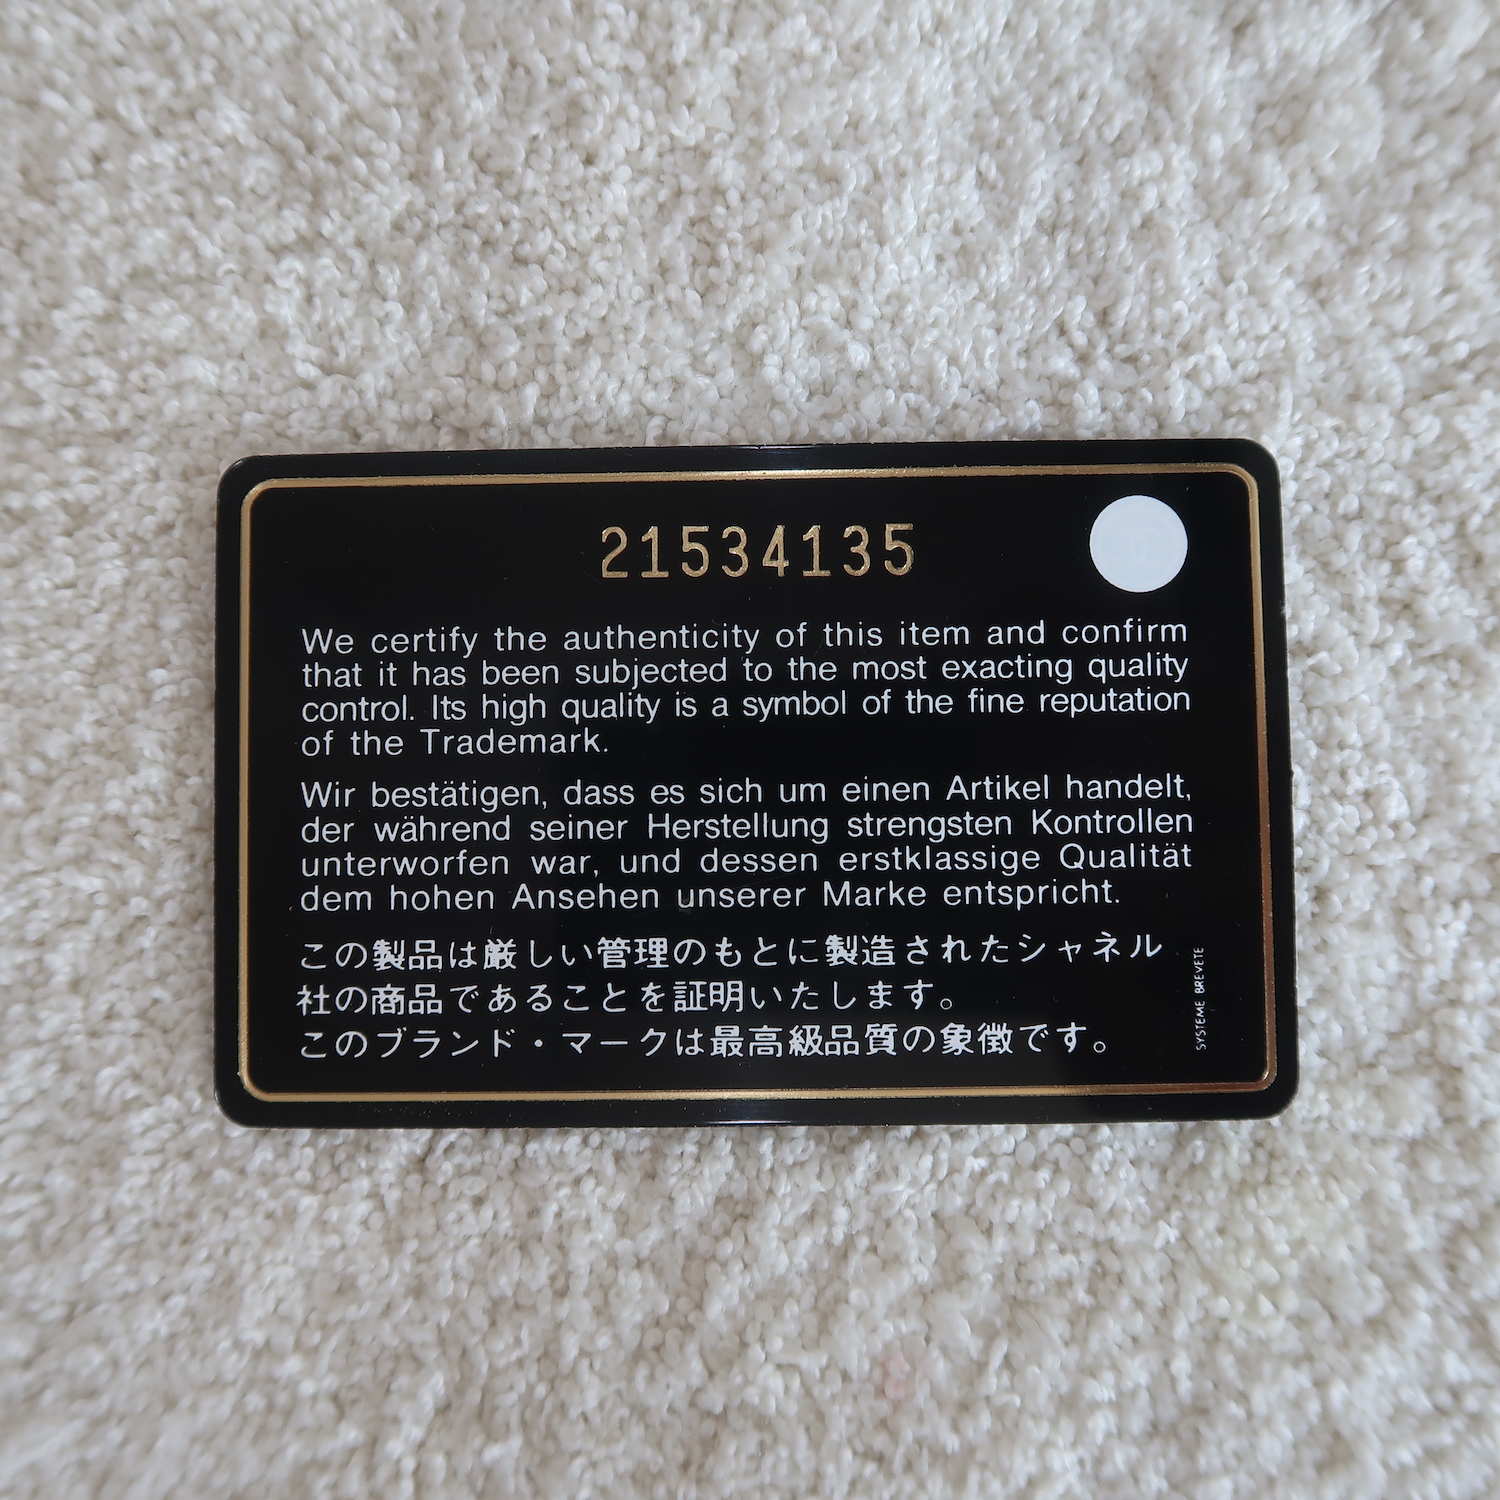 21534135
We certify the authenticity of this item and confirm
that it has been subjected to the most exacting quality
control. Its high quality is a symbol of the fine reputation
of the Trademark.
Wir bestätigen, dass es sich um einen Artikel handelt,
der während seiner Herstellung strengsten Kontrollen
unterworfen war, und dessen erstklassige Qualität
dem hohen Ansehen unserer Marke entspricht.
この製品は厳しい管理のもとに製造されたシャネル
社の商品であることを証明いたします。
このブランド・マークは最高級品質の象徴です。
SYSTEME BREVETE